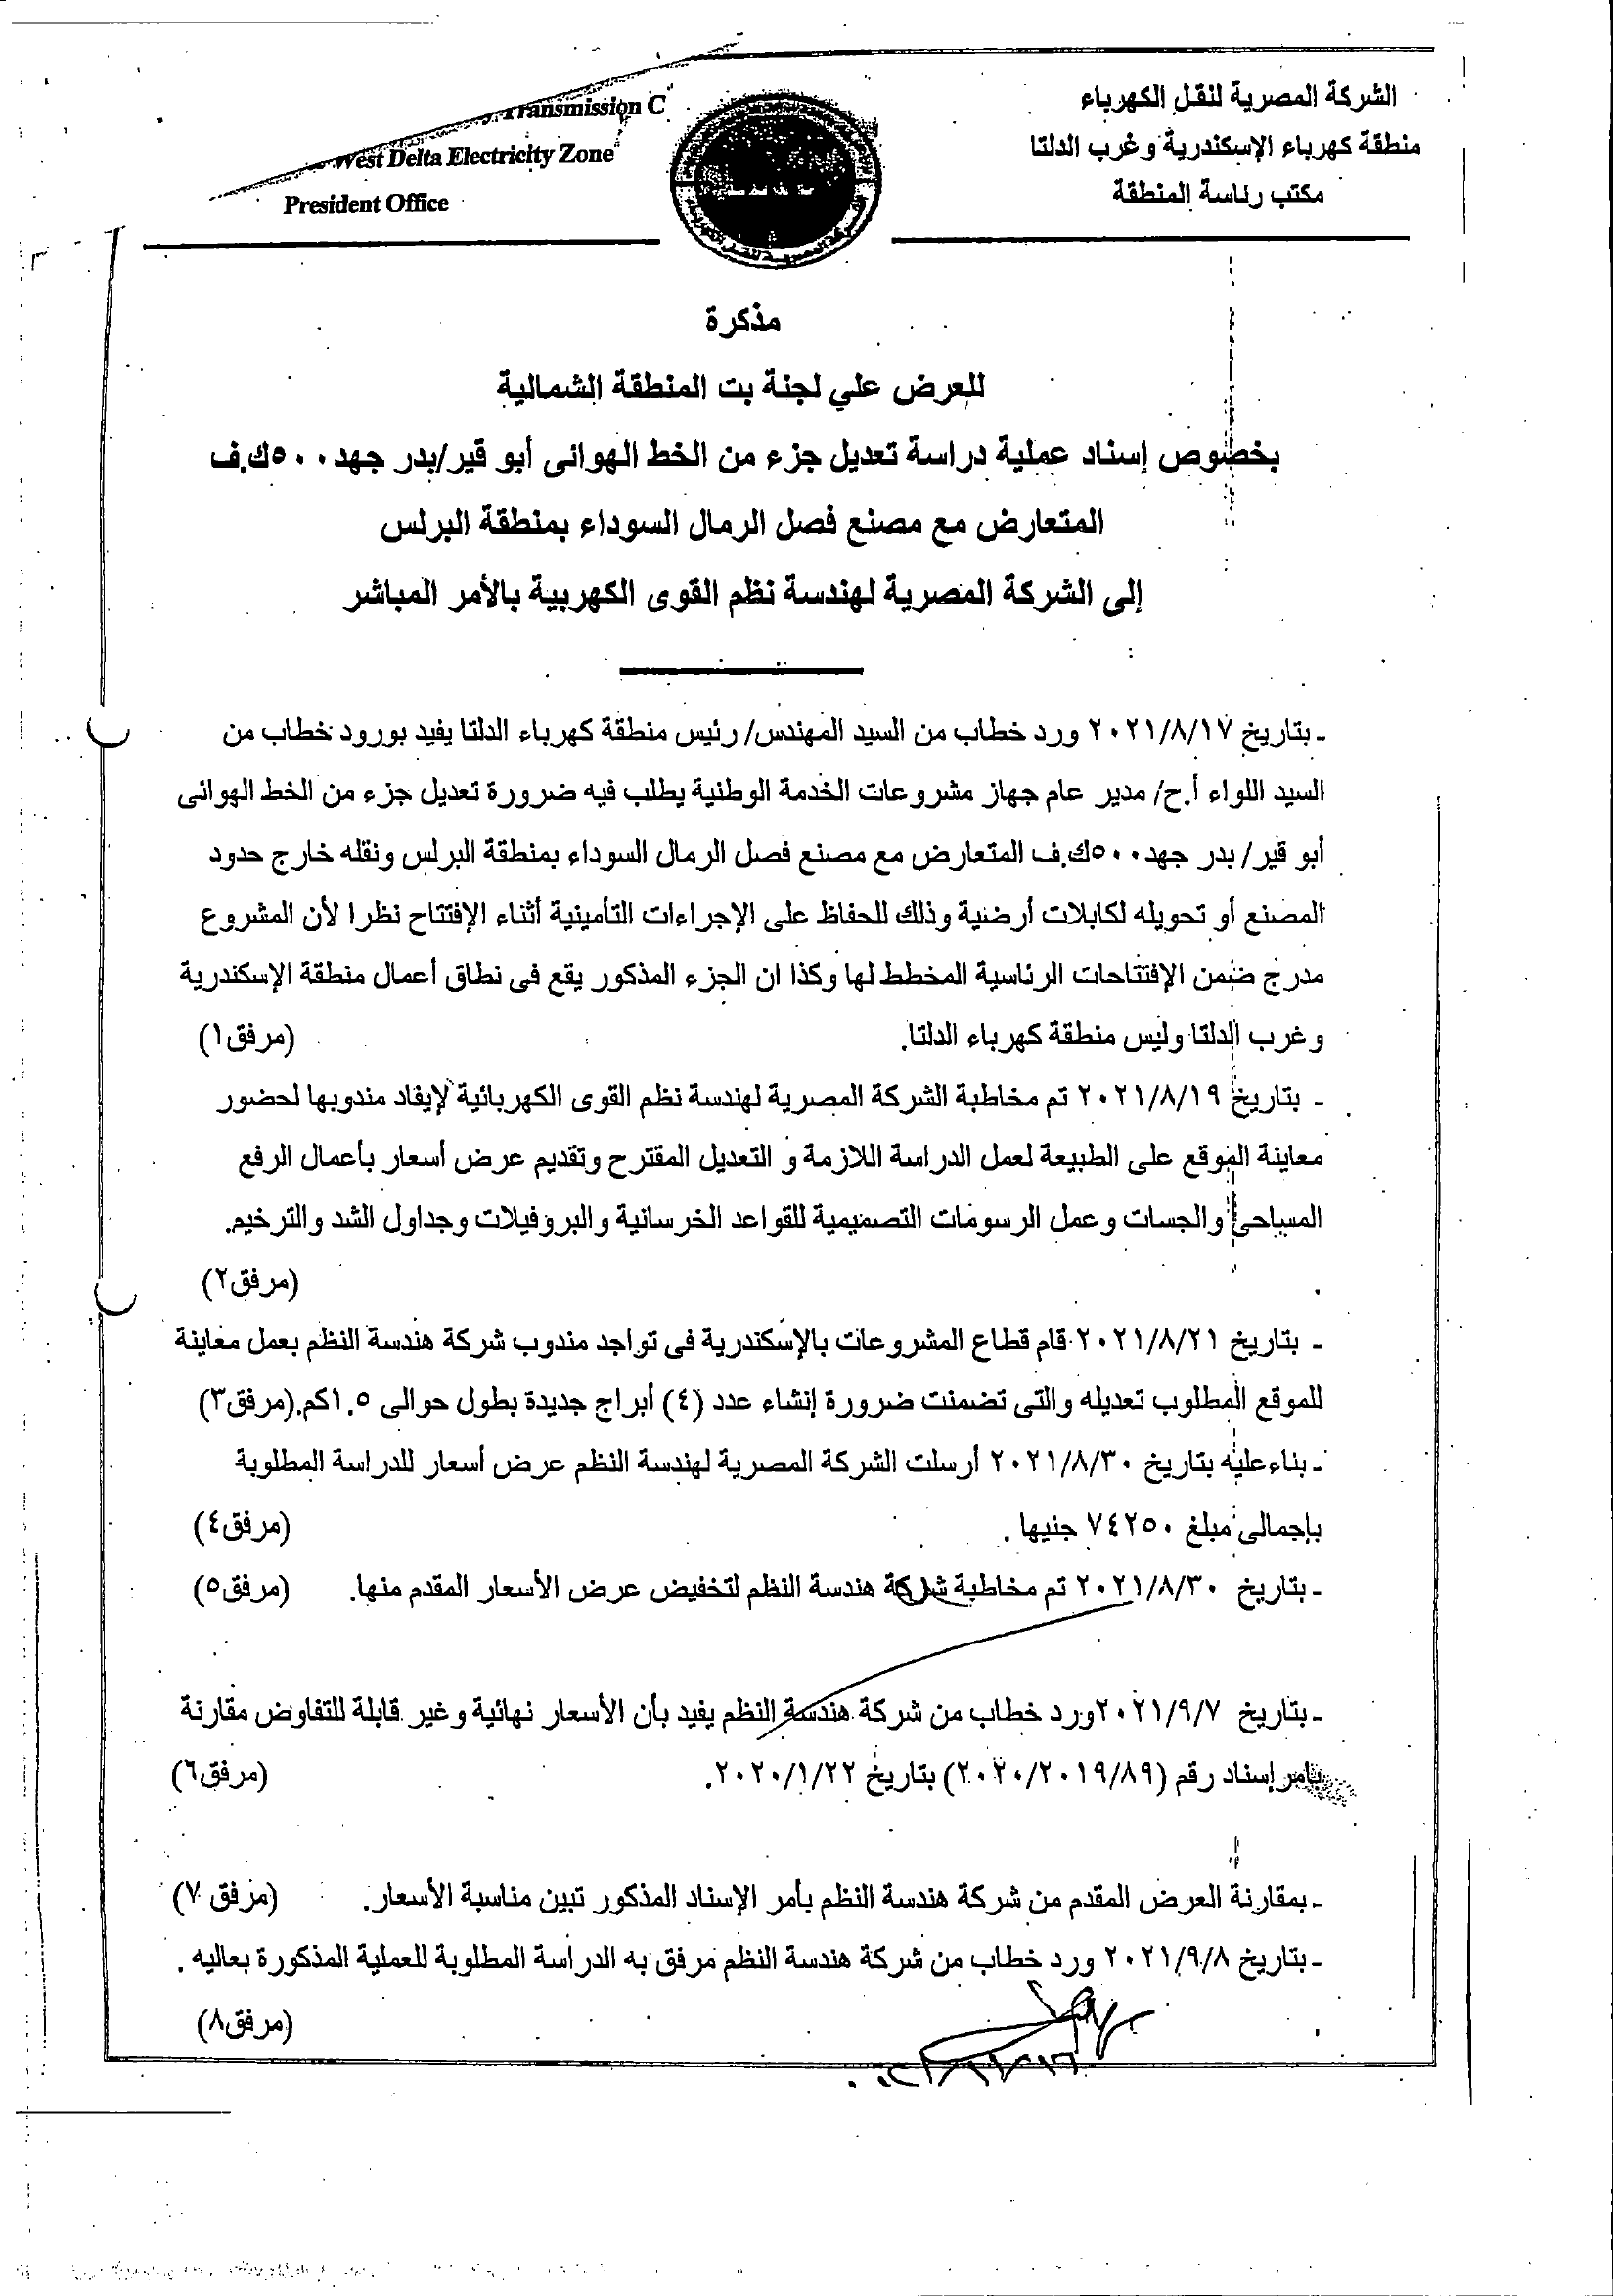 الشركة المصرية لنقل الكهرباء
منطقة كهرباء الإسكندرية وغرب الدلتا
مكتب رئاسة المنطقة
Transmission C
West Delta Electricity Zone
President Office
مذكرة
للعرض علي لجنة بت المنطقة الشمالية
بخصوص إسناد عملية دراسة تعديل جزء من الخط الهوائى أبو قير/بدر جهد ٥٠٠ك.ف
المتعارض مع مصنع فصل الرمال السوداء بمنطقة البرلس
إلى الشركة المصرية لهندسة نظم القوى الكهربية بالأمر المباشر
- بتاريخ ٢٠٢١/٨/١٧ ورد خطاب من السيد المهندس/ رئيس منطقة كهرباء الدلتا يفيد بورود خطاب من
السيد اللواء أ.ح/ مدير عام جهاز مشروعات الخدمة الوطنية يطلب فيه ضرورة تعديل جزء من الخط الهوائى
أبو قير/ بدر جهد ٥٠٠ك.ف المتعارض مع مصنع فصل الرمال السوداء بمنطقة البرلس ونقله خارج حدود
المصنع أو تحويله لكابلات أرضية وذلك للحفاظ على الإجراءات التأمينية أثناء الإفتتاح نظرا لأن المشروع
مدرج ضمن الإفتتاحات الرئاسية المخطط لها وكذا ان الجزء المذكور يقع فى نطاق أعمال منطقة الإسكندرية
وغرب الدلتا وليس منطقة كهرباء الدلتا. (مرفق١)
- بتاريخ ٢٠٢١/٨/١٩ تم مخاطبة الشركة المصرية لهندسة نظم القوى الكهربائية لإيفاد مندوبها لحضور
معاينة الموقع على الطبيعة لعمل الدراسة اللازمة و التعديل المقترح وتقديم عرض أسعار بأعمال الرفع
المساحى والجسات وعمل الرسومات التصميمية للقواعد الخرسانية والبروفيلات وجداول الشد والترخيم.
(مرفق٢)
- بتاريخ ٢٠٢١/٨/٢١ قام قطاع المشروعات بالإسكندرية فى تواجد مندوب شركة هندسة النظم بعمل معاينة
للموقع المطلوب تعديله والتى تضمنت ضرورة إنشاء عدد (٤) أبراج جديدة بطول حوالى ١.٥كم.(مرفق٣)
- بناء عليه بتاريخ ٢٠٢١/٨/٣٠ أرسلت الشركة المصرية لهندسة النظم عرض أسعار للدراسة المطلوبة
بإجمالى مبلغ ٧٤٢٥٠ جنيها . (مرفق٤)
- بتاريخ ٢٠٢١/٨/٣٠ تم مخاطبة شركة هندسة النظم لتخفيض عرض الأسعار المقدم منها. (مرفق٥)
- بتاريخ ٢٠٢١/٩/٧ورد خطاب من شركة هندسة النظم يفيد بأن الأسعار نهائية وغير قابلة للتفاوض مقارنة
بأمر إسناد رقم (٢٠٢٠/٢٠١٩/٨٩) بتاريخ ٢٠٢٠/١/٢٢. (مرفق٦)
- بمقارنة العرض المقدم من شركة هندسة النظم بأمر الإسناد المذكور تبين مناسبة الأسعار. (مرفق ٧)
- بتاريخ ٢٠٢١/٩/٨ ورد خطاب من شركة هندسة النظم مرفق به الدراسة المطلوبة للعملية المذكورة بعاليه .
(مرفق٨)